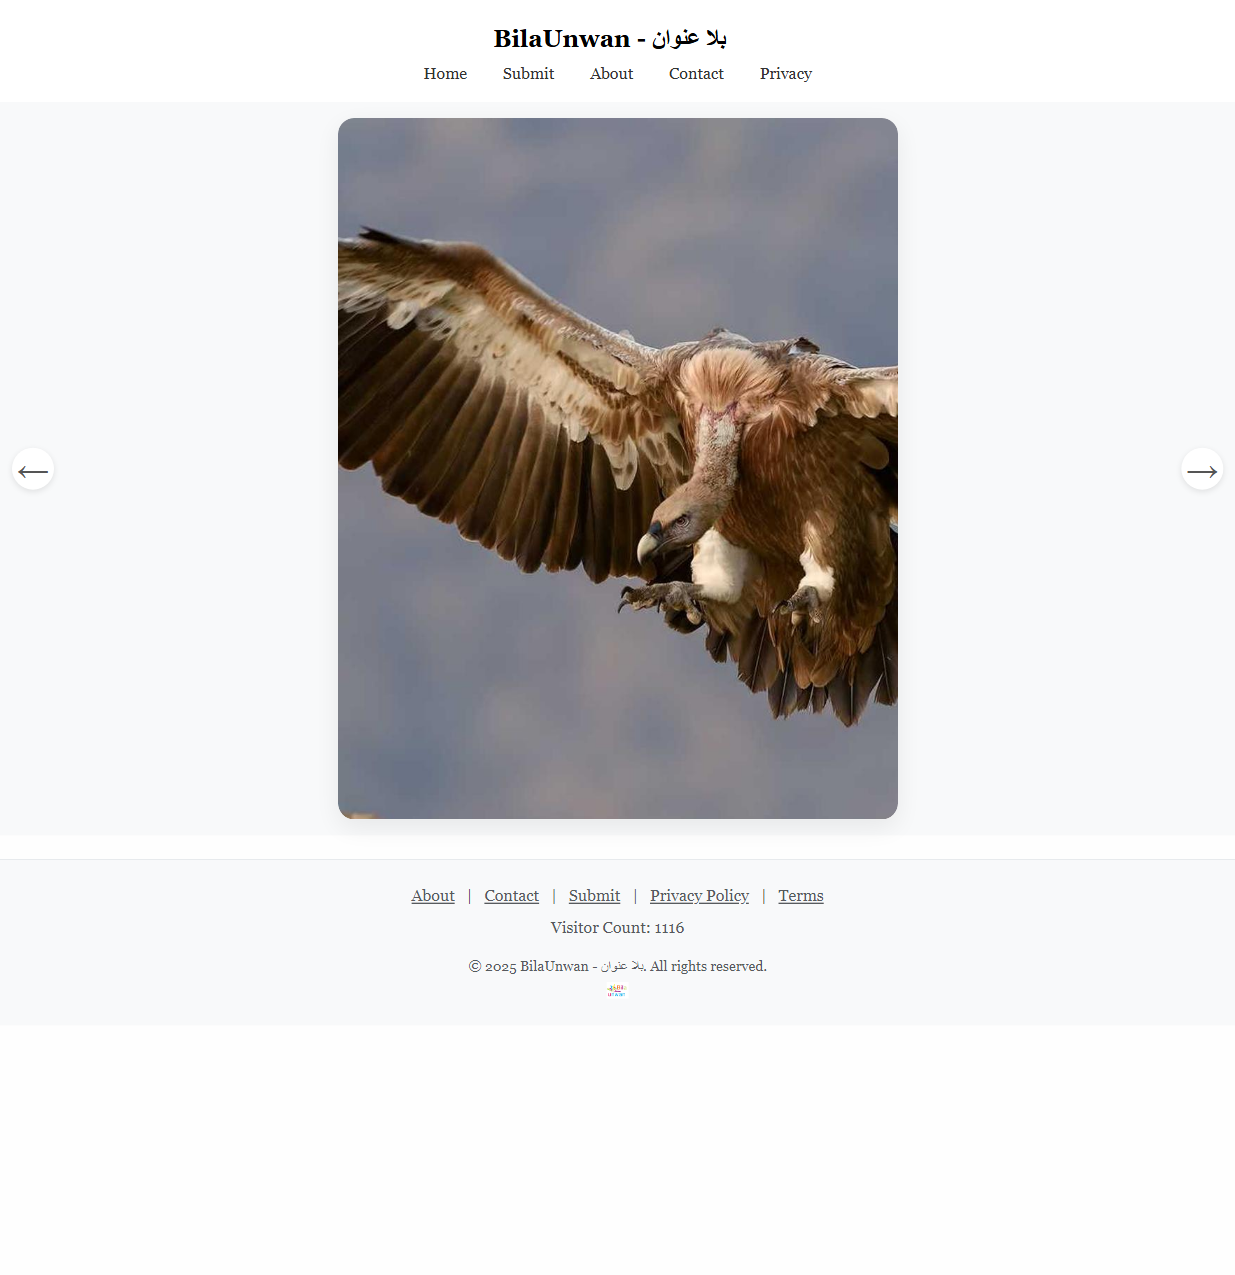 BilaUnwan - بلا عنوان
Home Submit About Contact Privacy
←
→
About | Contact | Submit | Privacy Policy | Terms
Visitor Count: 1116
© 2025 BilaUnwan - بلا عنوان. All rights reserved.